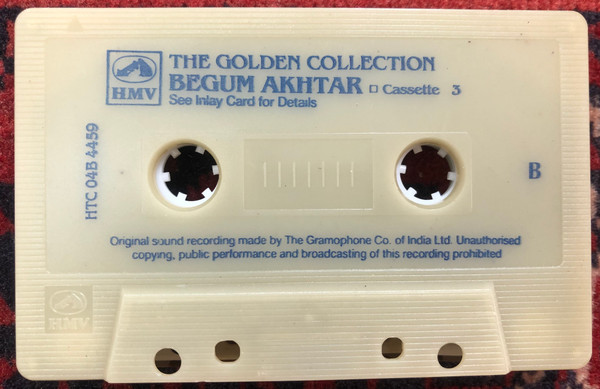 THE GOLDEN COLLECTION
HMV
BEGUM AKHTAR Cassette 3
See Inlay Card for Details
HTC 04B 4459
B
Original sound recording made by The Gramophone Co. of India Ltd. Unauthorised
copying, public performance and broadcasting of this recording prohibited
HMV